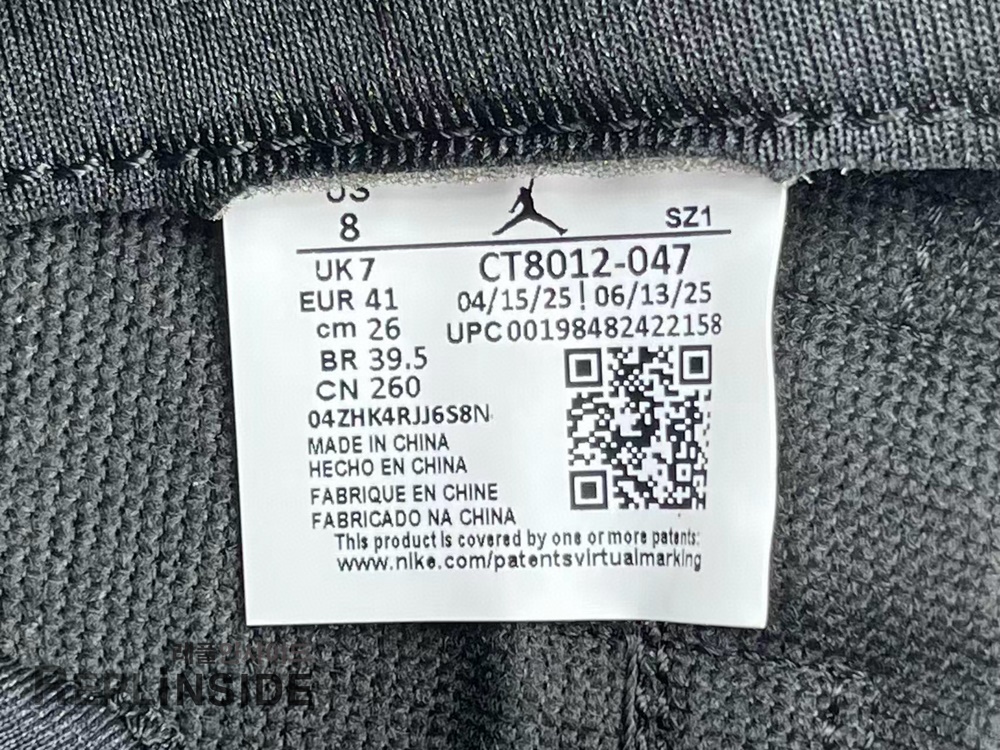 US
8
SZ1
UK 7
CT8012-047
EUR 41
04/15/25 | 06/13/25
cm 26
UPC00198482422158
BR 39.5
CN 260
04ZHK4RJJ6S8N
MADE IN CHINA
HECHO EN CHINA
FABRIQUE EN CHINE
FABRICADO NA CHINA
This product is covered by one or more patents:
www.nike.com/patentsvirtualmarking